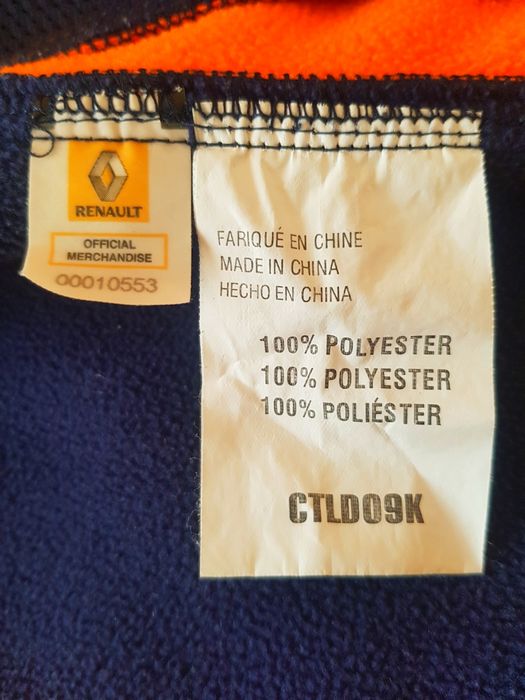 RENAULT
OFFICIAL
MERCHANDISE
00010553
FARIQUÉ EN CHINE
MADE IN CHINA
HECHO EN CHINA
100% POLYESTER
100% POLYESTER
100% POLIÉSTER
CTLD09K